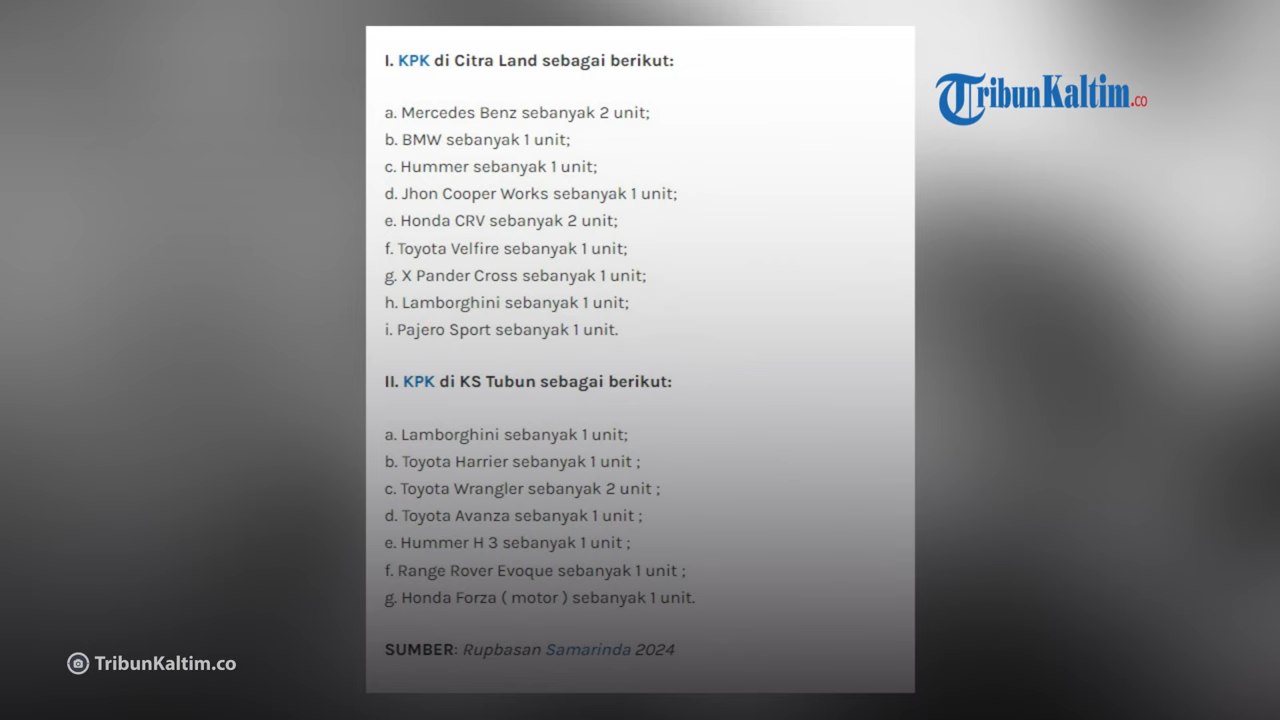 I. KPK di Citra Land sebagai berikut:
a. Mercedes Benz sebanyak 2 unit;
b. BMW sebanyak 1 unit;
c. Hummer sebanyak 1 unit;
d. Jhon Cooper Works sebanyak 1 unit;
e. Honda CRV sebanyak 2 unit;
f. Toyota Velfire sebanyak 1 unit;
g. X Pander Cross sebanyak 1 unit;
h. Lamborghini sebanyak 1 unit;
i. Pajero Sport sebanyak 1 unit.
II. KPK di KS Tubun sebagai berikut:
a. Lamborghini sebanyak 1 unit;
b. Toyota Harrier sebanyak 1 unit ;
c. Toyota Wrangler sebanyak 2 unit ;
d. Toyota Avanza sebanyak 1 unit ;
e. Hummer H 3 sebanyak 1 unit ;
f. Range Rover Evoque sebanyak 1 unit ;
g. Honda Forza ( motor ) sebanyak 1 unit.
SUMBER: Rupbasan Samarinda 2024
TribunKaltim.co
TribunKaltim.co